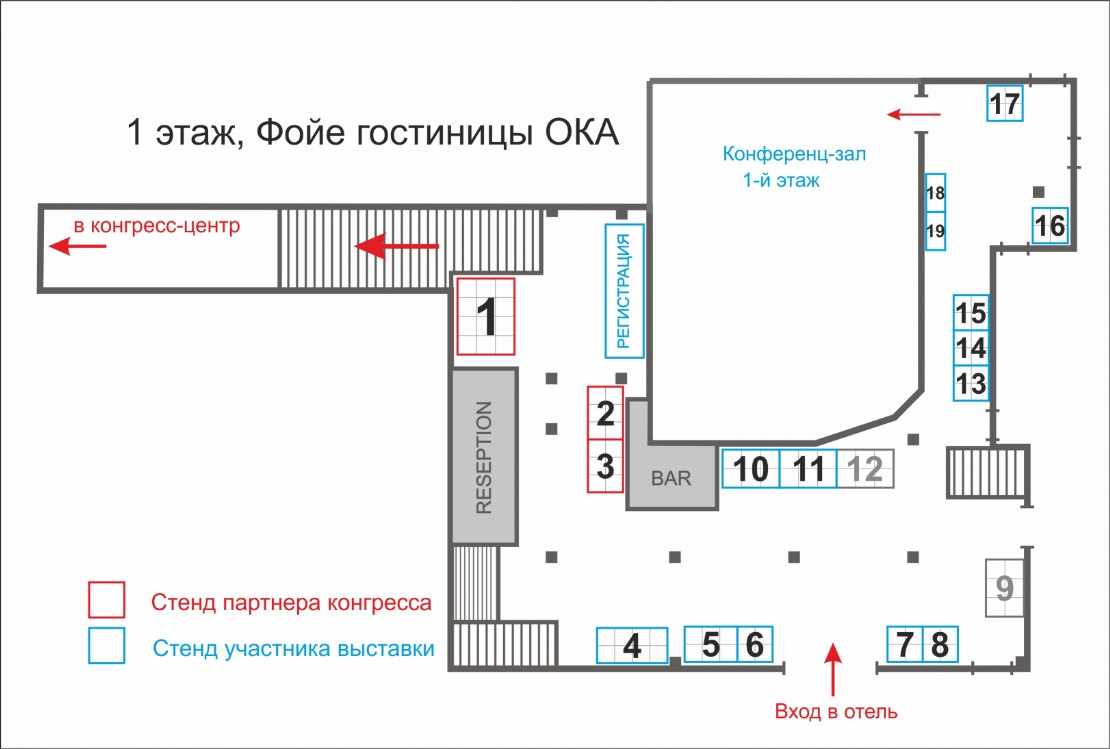 1 этаж, Фойе гостиницы ОКА
17
Конференц-зал
1-й этаж
18
19
16
в конгресс-центр
РЕГИСТРАЦИЯ
1
15
14
13
2
3
RESEPTION
BAR
10
11
12
9
Стенд партнера конгресса
Стенд участника выставки
4
5
6
7
8
Вход в отель